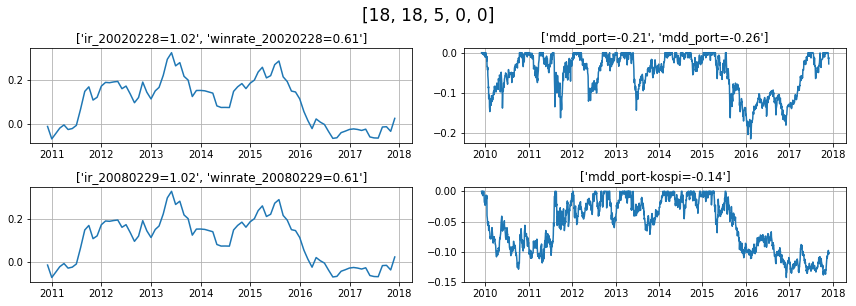 [18, 18, 5, 0, 0]
['ir_20020228=1.02', 'winrate_20020228=0.61']
0.2
0.0
2011 2012 2013 2014 2015 2016 2017 2018
['mdd_port=-0.21', 'mdd_port=-0.26']
0.0
−0.1
−0.2
2010 2011 2012 2013 2014 2015 2016 2017 2018
['ir_20080229=1.02', 'winrate_20080229=0.61']
0.2
0.0
2011 2012 2013 2014 2015 2016 2017 2018
['mdd_port-kospi=-0.14']
0.00
−0.05
−0.10
−0.15
2010 2011 2012 2013 2014 2015 2016 2017 2018